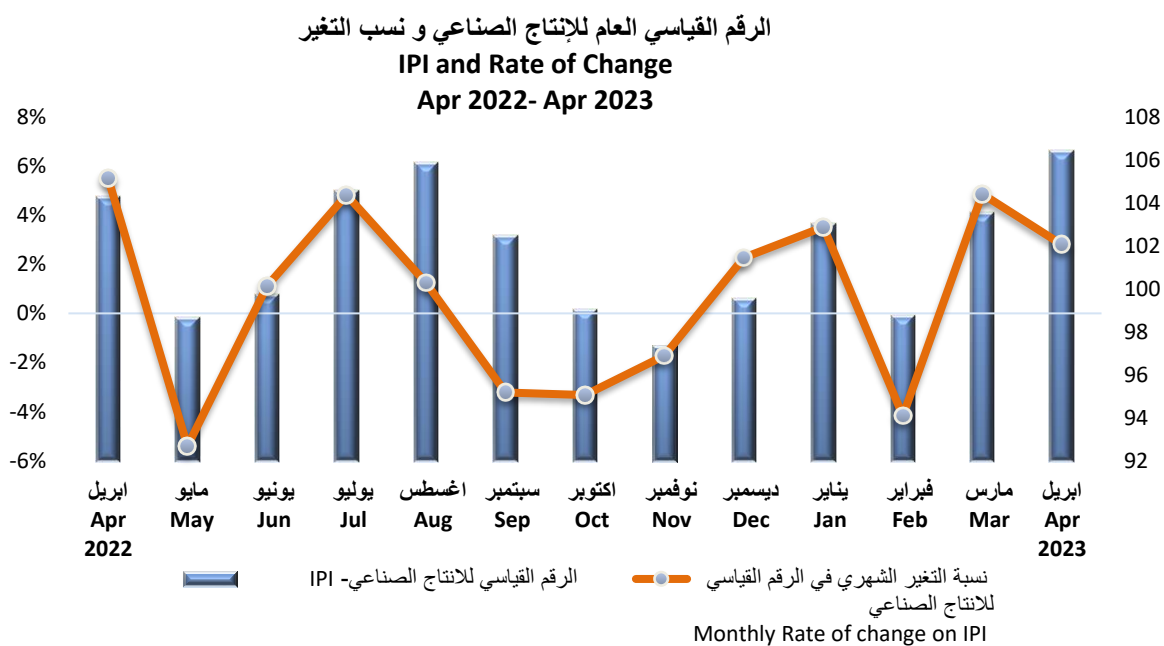 الرقم القياسي العام للإنتاج الصناعي و نسب التغير
IPI and Rate of Change
Apr 2022- Apr 2023
8%
6%
4%
2%
0%
-2%
-4%
-6%
108
106
104
102
100
98
96
94
92
ابريل مايو يونيو يوليو اغسطس سبتمبر اكتوبر نوفمبر ديسمبر يناير فبراير مارس ابريل
Apr May Jun Jul Aug Sep Oct Nov Dec Jan Feb Mar Apr
2022 2023
الرقم القياسي للانتاج الصناعي- IPI
نسبة التغير الشهري في الرقم القياسي
للانتاج الصناعي
Monthly Rate of change on IPI